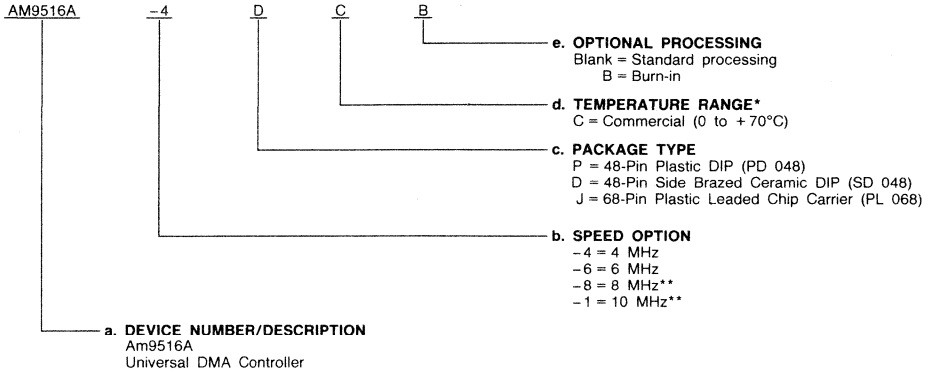 AM9516A -4 D C B
e. OPTIONAL PROCESSING
Blank = Standard processing
B = Burn-in
d. TEMPERATURE RANGE*
C = Commercial (0 to +70°C)
c. PACKAGE TYPE
P = 48-Pin Plastic DIP (PD 048)
D = 48-Pin Side Brazed Ceramic DIP (SD 048)
J = 68-Pin Plastic Leaded Chip Carrier (PL 068)
b. SPEED OPTION
-4 = 4 MHz
-6 = 6 MHz
-8 = 8 MHz**
-1 = 10 MHz**
a. DEVICE NUMBER/DESCRIPTION
Am9516A
Universal DMA Controller